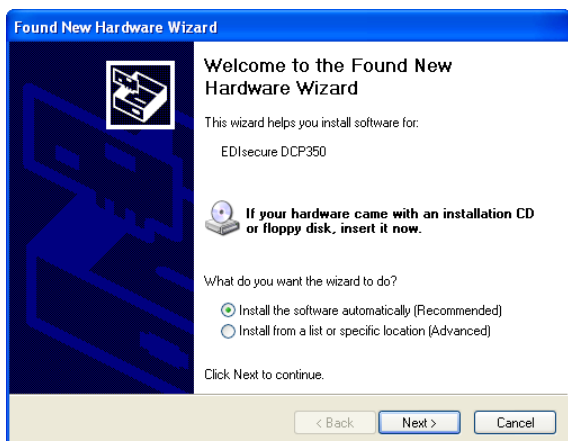 Found New Hardware Wizard
Welcome to the Found New
Hardware Wizard
This wizard helps you install software for:
EDIsecure DCP350
If your hardware came with an installation CD
or floppy disk, insert it now.
What do you want the wizard to do?
Install the software automatically (Recommended)
Install from a list or specific location (Advanced)
Click Next to continue.
< Back
Next >
Cancel